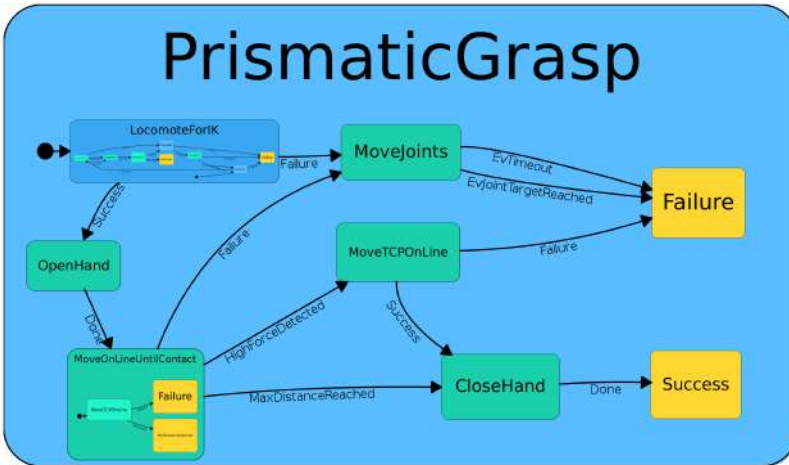 PrismaticGrasp
LocomoteForIK
Failure
MoveJoints
EvTimeout
EvJointTargetReached
Failure
Success
OpenHand
Failure
MoveTCPOnLine
Failure
Done
HighForceDetected
Success
MoveOnLineUntilContact
Failure
MaxDistanceReached
CloseHand
Done
Success